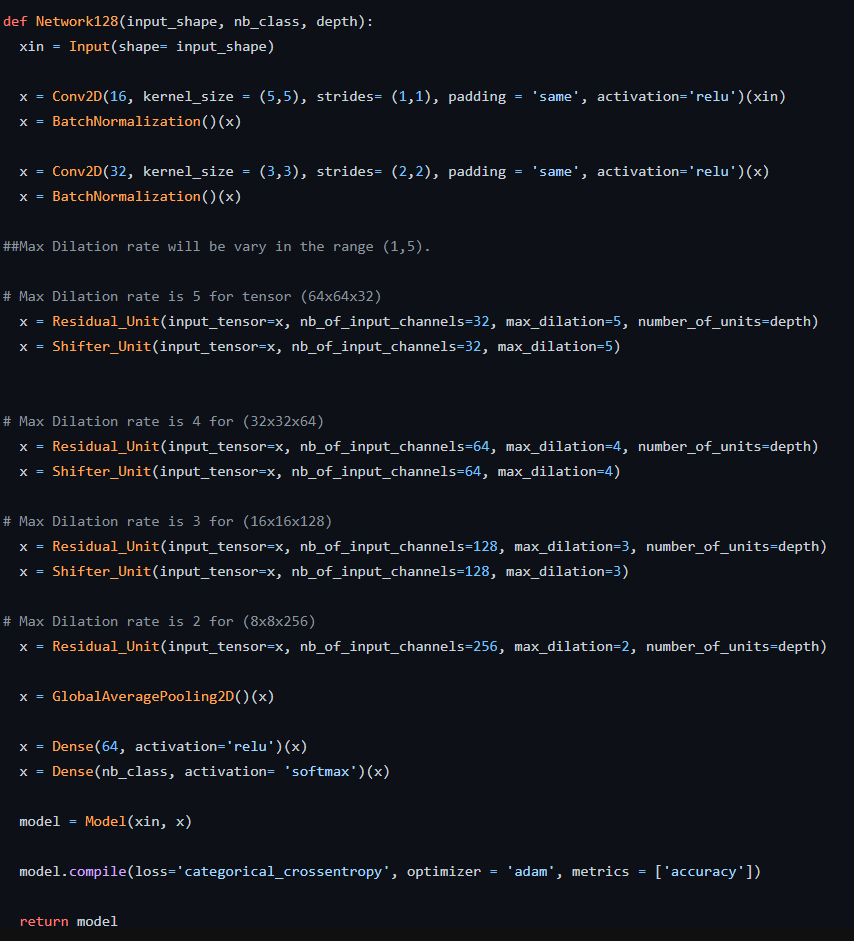 def Network128(input_shape, nb_class, depth):
  xin = Input(shape= input_shape)

  x = Conv2D(16, kernel_size = (5,5), strides= (1,1), padding = 'same', activation='relu')(xin)
  x = BatchNormalization()(x)

  x = Conv2D(32, kernel_size = (3,3), strides= (2,2), padding = 'same', activation='relu')(x)
  x = BatchNormalization()(x)

##Max Dilation rate will be vary in the range (1,5).

# Max Dilation rate is 5 for tensor (64x64x32)
  x = Residual_Unit(input_tensor=x, nb_of_input_channels=32, max_dilation=5, number_of_units=depth)
  x = Shifter_Unit(input_tensor=x, nb_of_input_channels=32, max_dilation=5)


# Max Dilation rate is 4 for (32x32x64)
  x = Residual_Unit(input_tensor=x, nb_of_input_channels=64, max_dilation=4, number_of_units=depth)
  x = Shifter_Unit(input_tensor=x, nb_of_input_channels=64, max_dilation=4)

# Max Dilation rate is 3 for (16x16x128)
  x = Residual_Unit(input_tensor=x, nb_of_input_channels=128, max_dilation=3, number_of_units=depth)
  x = Shifter_Unit(input_tensor=x, nb_of_input_channels=128, max_dilation=3)

# Max Dilation rate is 2 for (8x8x256)
  x = Residual_Unit(input_tensor=x, nb_of_input_channels=256, max_dilation=2, number_of_units=depth)

  x = GlobalAveragePooling2D()(x)

  x = Dense(64, activation='relu')(x)
  x = Dense(nb_class, activation= 'softmax')(x)

  model = Model(xin, x)

  model.compile(loss='categorical_crossentropy', optimizer = 'adam', metrics = ['accuracy'])

  return model